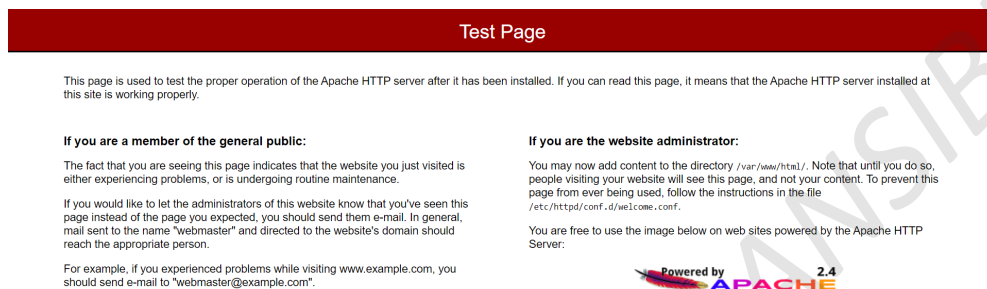 Test Page
This page is used to test the proper operation of the Apache HTTP server after it has been installed. If you can read this page, it means that the Apache HTTP server installed at
this site is working properly.
If you are a member of the general public:
The fact that you are seeing this page indicates that the website you just visited is
either experiencing problems, or is undergoing routine maintenance.
If you would like to let the administrators of this website know that you've seen this
page instead of the page you expected, you should send them e-mail. In general,
mail sent to the name "webmaster" and directed to the website's domain should
reach the appropriate person.
For example, if you experienced problems while visiting www.example.com, you
should send e-mail to "webmaster@example.com".
If you are the website administrator:
You may now add content to the directory /var/www/html/. Note that until you do so,
people visiting your website will see this page, and not your content. To prevent this
page from ever being used, follow the instructions in the file
/etc/httpd/conf.d/welcome.conf.
You are free to use the image below on web sites powered by the Apache HTTP
Server:
Powered by 2.4
APACHE
ANSIB